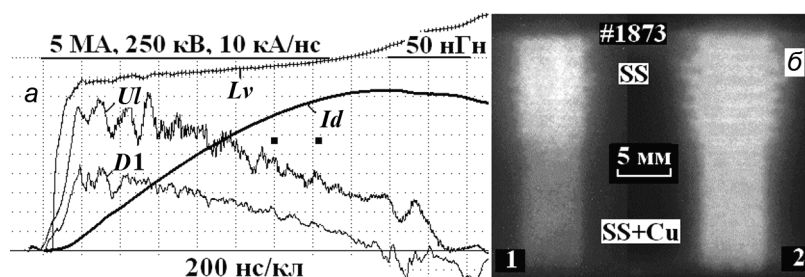 5 МА, 250 кВ, 10 кА/нс
50 нГн
а
Ul
Lv
Id
D1
200 нс/кл
#1873
SS
б
5 мм
SS+Cu
1
2